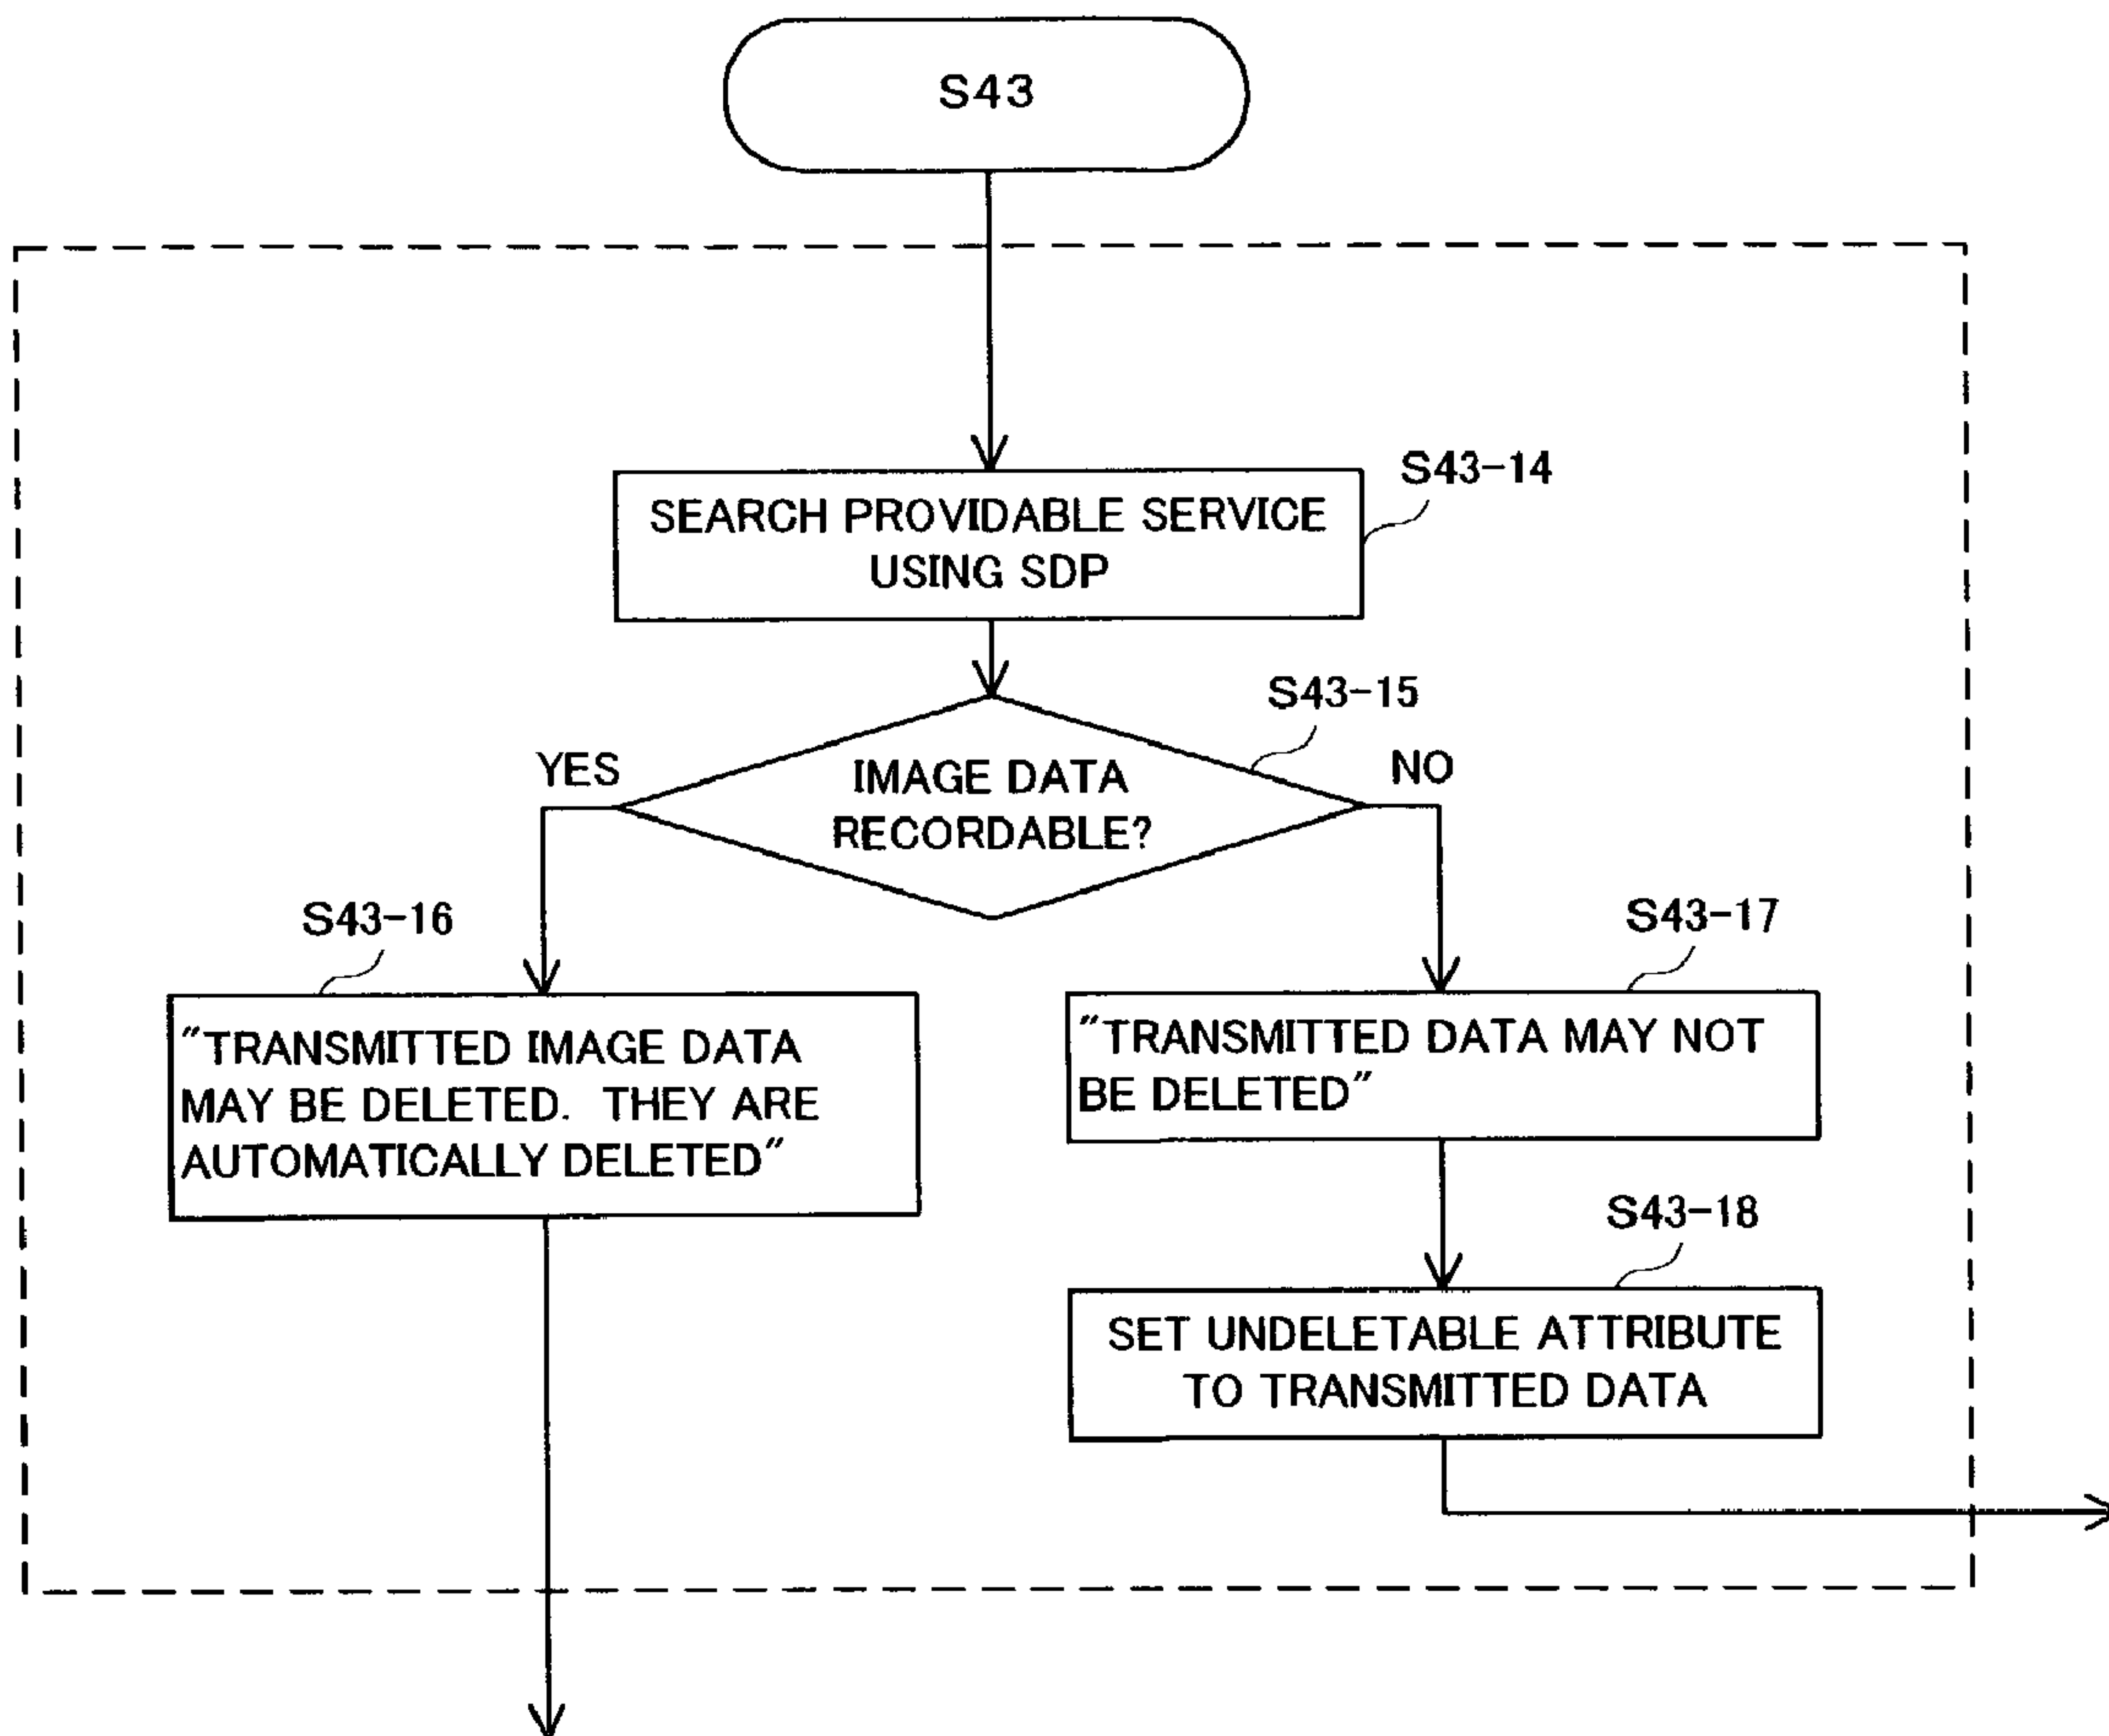 S43
S43-14
SEARCH PROVIDABLE SERVICE
USING SDP
S43-15
YES
IMAGE DATA
RECORDABLE?
NO
S43-16
"TRANSMITTED IMAGE DATA
MAY BE DELETED. THEY ARE
AUTOMATICALLY DELETED"
S43-17
"TRANSMITTED DATA MAY NOT
BE DELETED"
S43-18
SET UNDELETABLE ATTRIBUTE
TO TRANSMITTED DATA